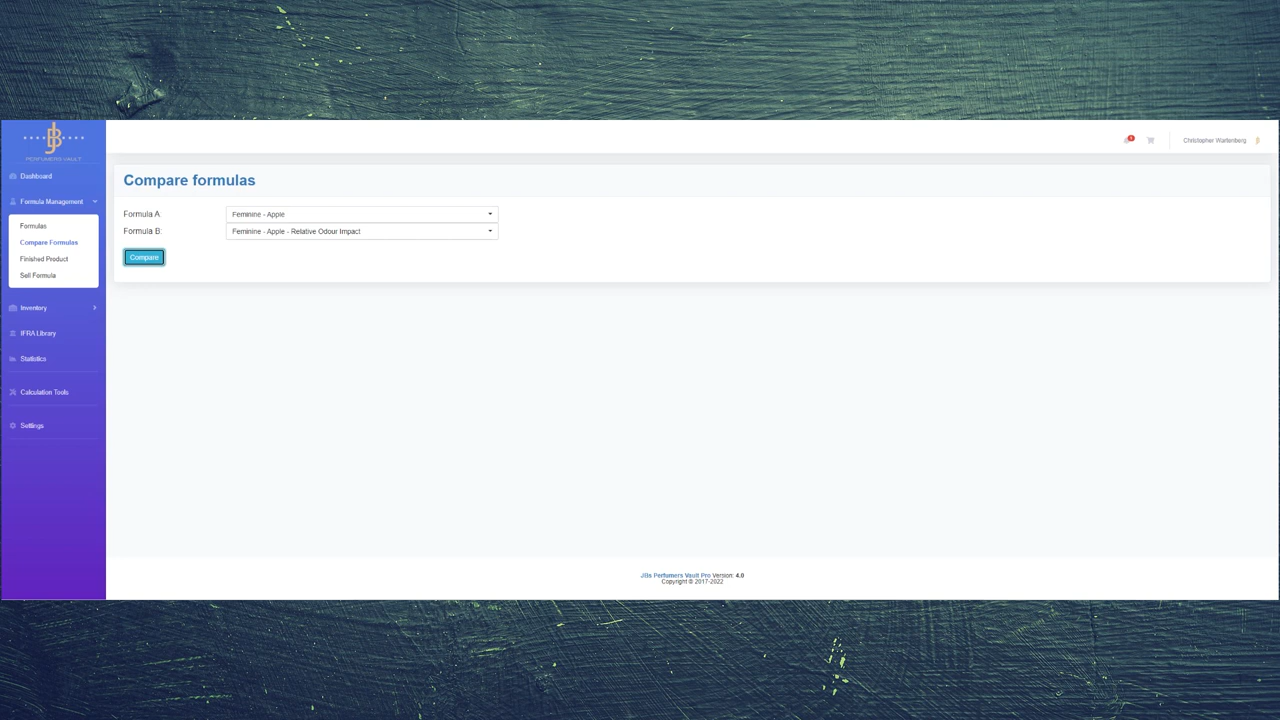 JB
PERFUMERS VAULT
Dashboard
Formula Management
Formulas
Compare Formulas
Finished Product
Sell Formula
Inventory
IFRA Library
Statistics
Calculation Tools
Settings
Christopher Wartenberg
Compare formulas
Formula A:
Feminine - Apple
Formula B:
Feminine - Apple - Relative Odour Impact
Compare
JBs Perfumers Vault Pro Version: 4.0
Copyright © 2017-2022